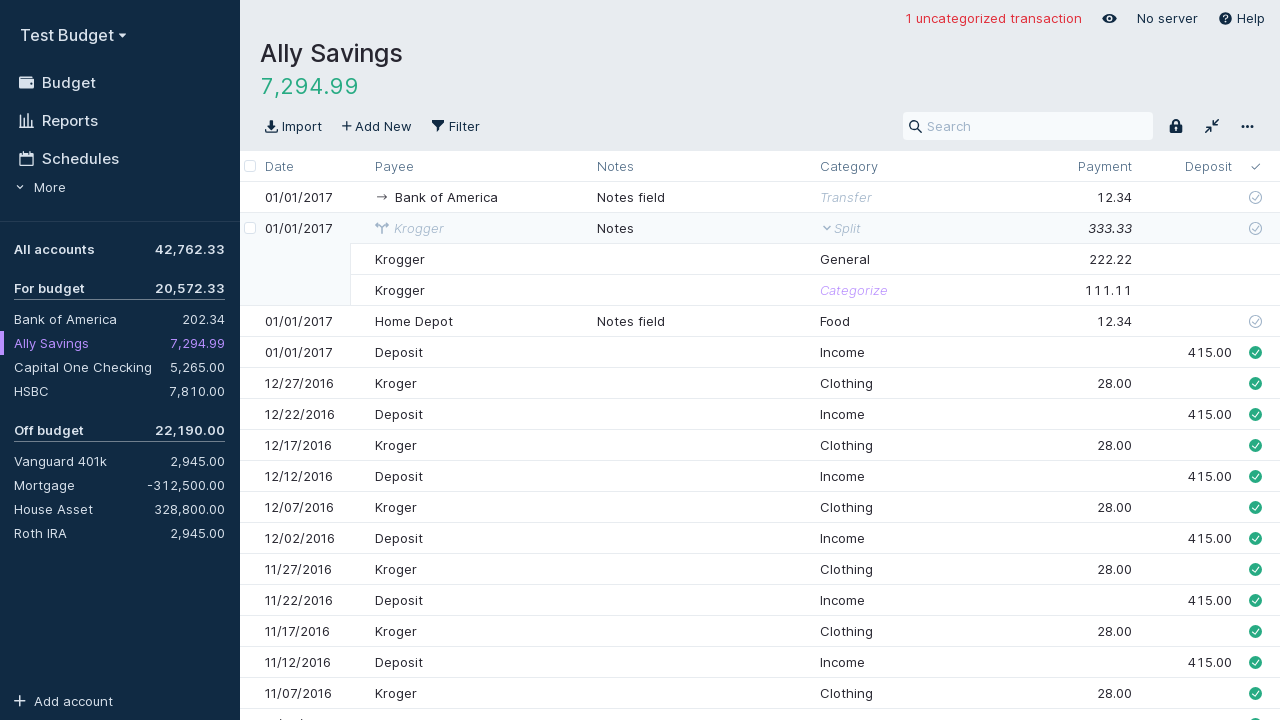 Test Budget
Budget
Reports
Schedules
More
All accounts 42,762.33
For budget 20,572.33
Bank of America 202.34
Ally Savings 7,294.99
Capital One Checking 5,265.00
HSBC 7,810.00
Off budget 22,190.00
Vanguard 401k 2,945.00
Mortgage -312,500.00
House Asset 328,800.00
Roth IRA 2,945.00
Add account
1 uncategorized transaction No server Help
Ally Savings
7,294.99
Import Add New Filter Search
Date Payee Notes Category Payment Deposit
01/01/2017 Bank of America Notes field Transfer 12.34
01/01/2017 Krogger Notes Split 333.33
Krogger General 222.22
Krogger Categorize 111.11
01/01/2017 Home Depot Notes field Food 12.34
01/01/2017 Deposit Income 415.00
12/27/2016 Kroger Clothing 28.00
12/22/2016 Deposit Income 415.00
12/17/2016 Kroger Clothing 28.00
12/12/2016 Deposit Income 415.00
12/07/2016 Kroger Clothing 28.00
12/02/2016 Deposit Income 415.00
11/27/2016 Kroger Clothing 28.00
11/22/2016 Deposit Income 415.00
11/17/2016 Kroger Clothing 28.00
11/12/2016 Deposit Income 415.00
11/07/2016 Kroger Clothing 28.00